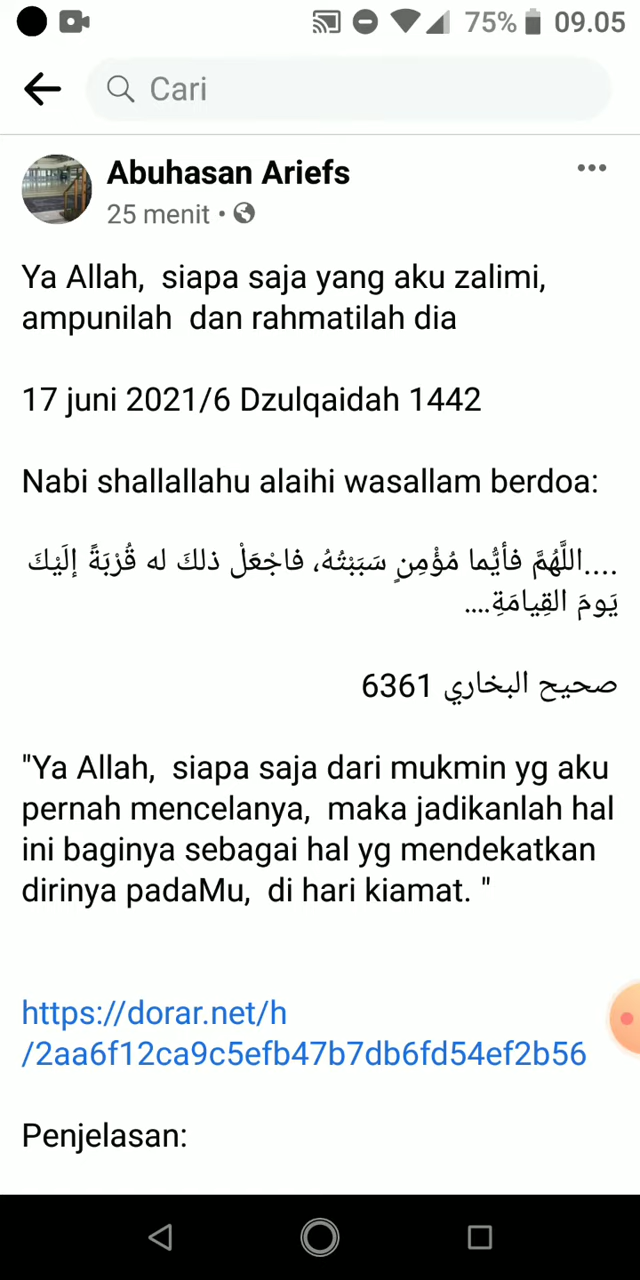 75% 09.05
Cari
Abuhasan Ariefs
25 menit •
Ya Allah,  siapa saja yang aku zalimi,
ampunilah  dan rahmatilah dia
17 juni 2021/6 Dzulqaidah 1442
Nabi shallallahu alaihi wasallam berdoa:
....اللَّهُمَّ فأيُّما مُؤْمِنٍ سَبَبْتُهُ، فاجْعَلْ ذلكَ له قُرْبَةً إلَيْكَ
يَومَ القِيامَةِ....
صحيح البخاري 6361
"Ya Allah,  siapa saja dari mukmin yg aku
pernah mencelanya,  maka jadikanlah hal
ini baginya sebagai hal yg mendekatkan
dirinya padaMu,  di hari kiamat. "
https://dorar.net/h
/2aa6f12ca9c5efb47b7db6fd54ef2b56
Penjelasan: